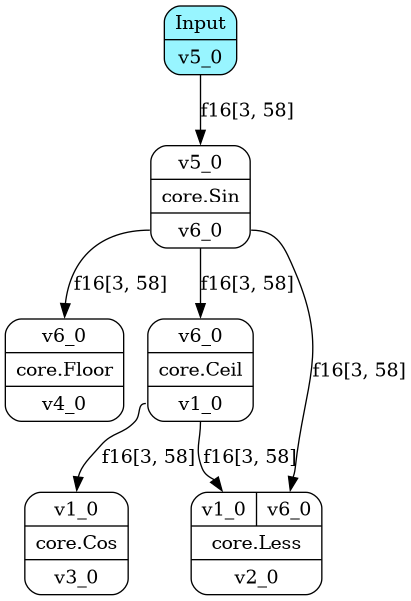 Input
v5_0
f16[3, 58]
v5_0
core.Sin
v6_0
f16[3, 58]
f16[3, 58]
f16[3, 58]
v6_0
core.Floor
v4_0
v6_0
core.Ceil
v1_0
f16[3, 58]
f16[3, 58]
v1_0
core.Cos
v3_0
v1_0 v6_0
core.Less
v2_0